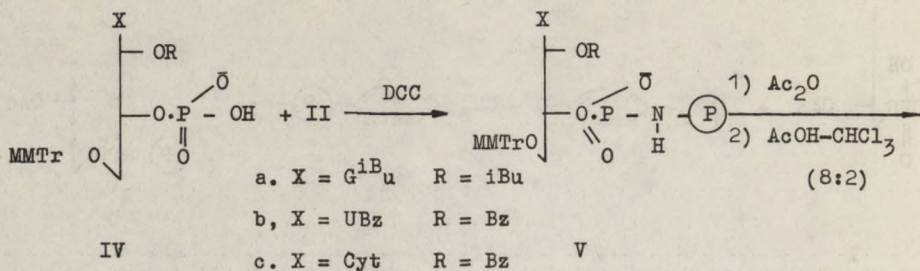 X X
OR OR
Ō Ō
O.P - OH + II DCC O.P - N - P 1) Ac2O
O H 2) AcOH-CHCl3
MMTr O MMTrO O (8:2)
a. X = G^iBu R = iBu
b, X = UBz R = Bz
IV V
c. X = Cyt R = Bz